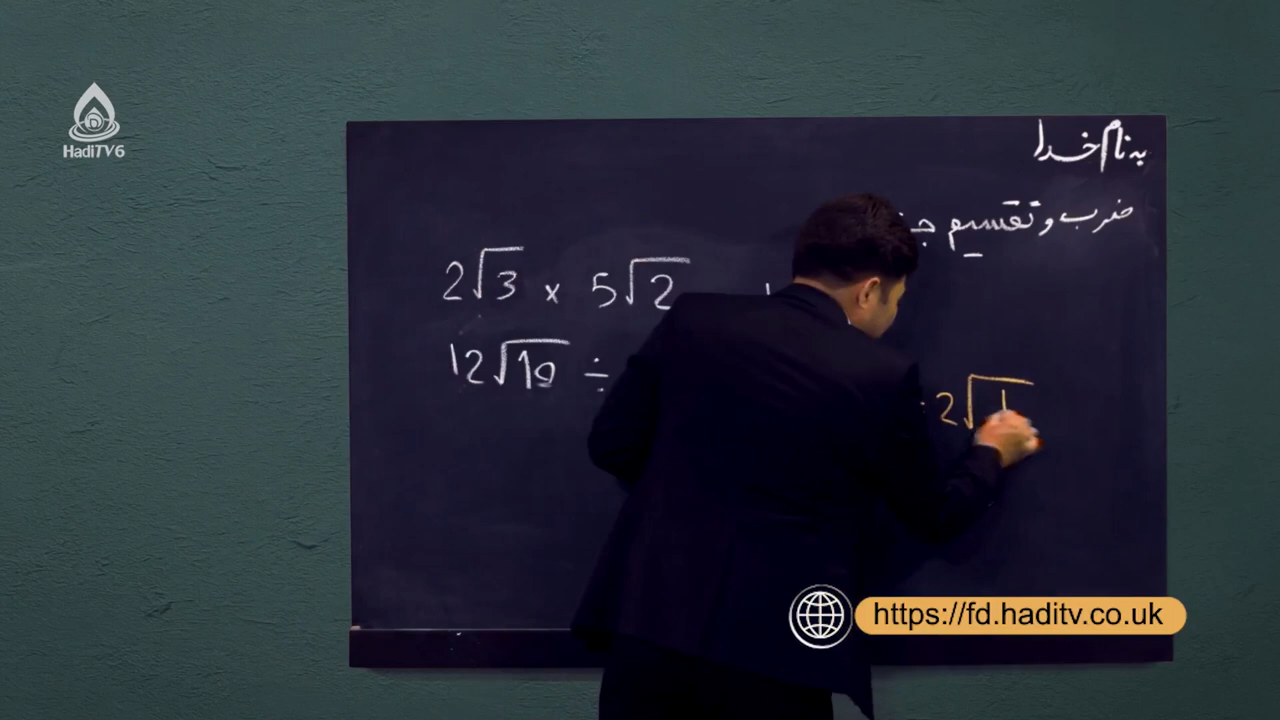 HadiTV6
به نام خدا
ضرب و تقسیم
2√3 × 5√2
12√18 ÷
2√
https://fd.haditv.co.uk